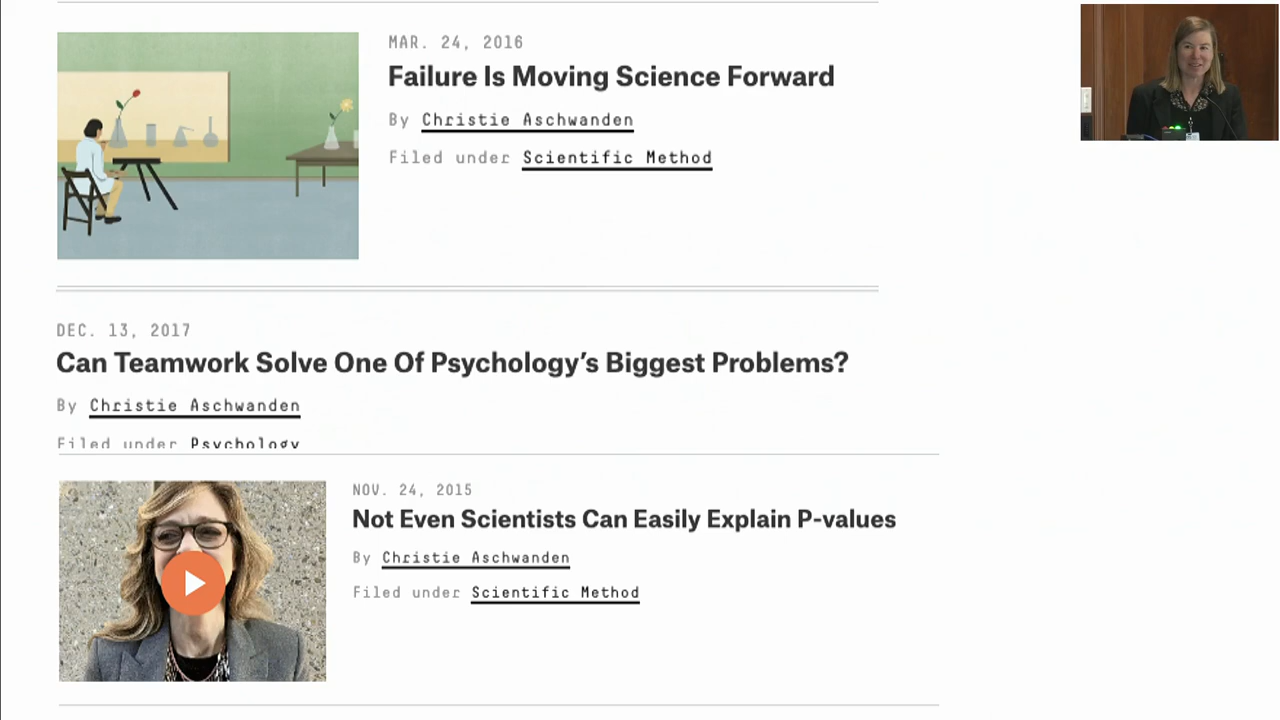 MAR. 24, 2016
Failure Is Moving Science Forward
By Christie Aschwanden
Filed under Scientific Method
DEC. 13, 2017
Can Teamwork Solve One Of Psychology’s Biggest Problems?
By Christie Aschwanden
Filed under Psychology
NOV. 24, 2015
Not Even Scientists Can Easily Explain P-values
By Christie Aschwanden
Filed under Scientific Method